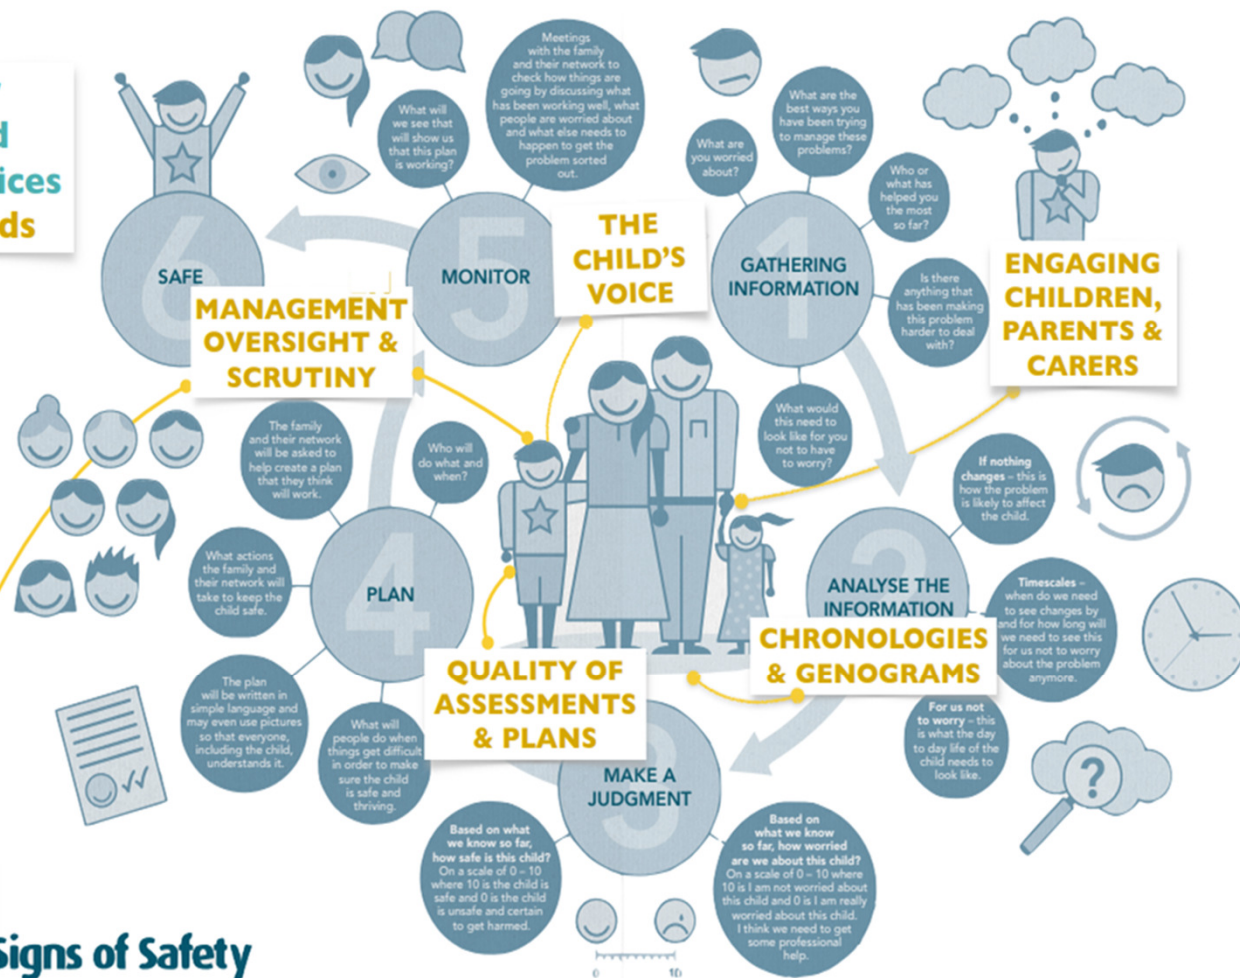 d
ices
ds
SAFE
6
MANAGEMENT
OVERSIGHT &
SCRUTINY
What will
we see that
will show us
that this plan
is working?
Meetings
with the family
and their network to
check how things are
going by discussing what
has been working well, what
people are worried about
and what else needs to
happen to get the
problem sorted
out.
MONITOR
5
THE
CHILD'S
VOICE
What are
you worried
about?
What are the
best ways you
have been trying
to manage these
problems?
Who or
what has
helped you
the most
so far?
Is there
anything that
has been making
this problem
harder to deal
with?
GATHERING
INFORMATION
1
What would
this need to
look like for you
not to have
to worry?
ENGAGING
CHILDREN,
PARENTS &
CARERS
If nothing
changes – this is
how the problem
is likely to affect
the child.
ANALYSE THE
INFORMATION
2
Timescales –
when do we need
to see changes by
and for how long will
we need to see this
for us not to worry
about the problem
anymore.
CHRONOLOGIES
& GENOGRAMS
For us not
to worry – this
is what the day
to day life of the
child needs to
look like.
?
The family
and their network
will be asked to
help create a plan
that they think
will work.
Who will
do what and
when?
What actions
the family and
their network will
take to keep the
child safe.
PLAN
4
The plan
will be written in
simple language and
may even use pictures
so that everyone,
including the child,
understands it.
What will
people do when
things get difficult
in order to make
sure the child
is safe and
thriving.
QUALITY OF
ASSESSMENTS
& PLANS
MAKE A
JUDGMENT
3
Based on what
we know so far,
how safe is this child?
On a scale of 0 – 10
where 10 is the child is
safe and 0 is the child
is unsafe and certain
to get harmed.
Based on
what we know
so far, how worried
are we about this child?
On a scale of 0 – 10 where
10 is I am not worried about
this child and 0 is I am really
worried about this child.
I think we need to get
some professional
help.
0 10
Signs of Safety